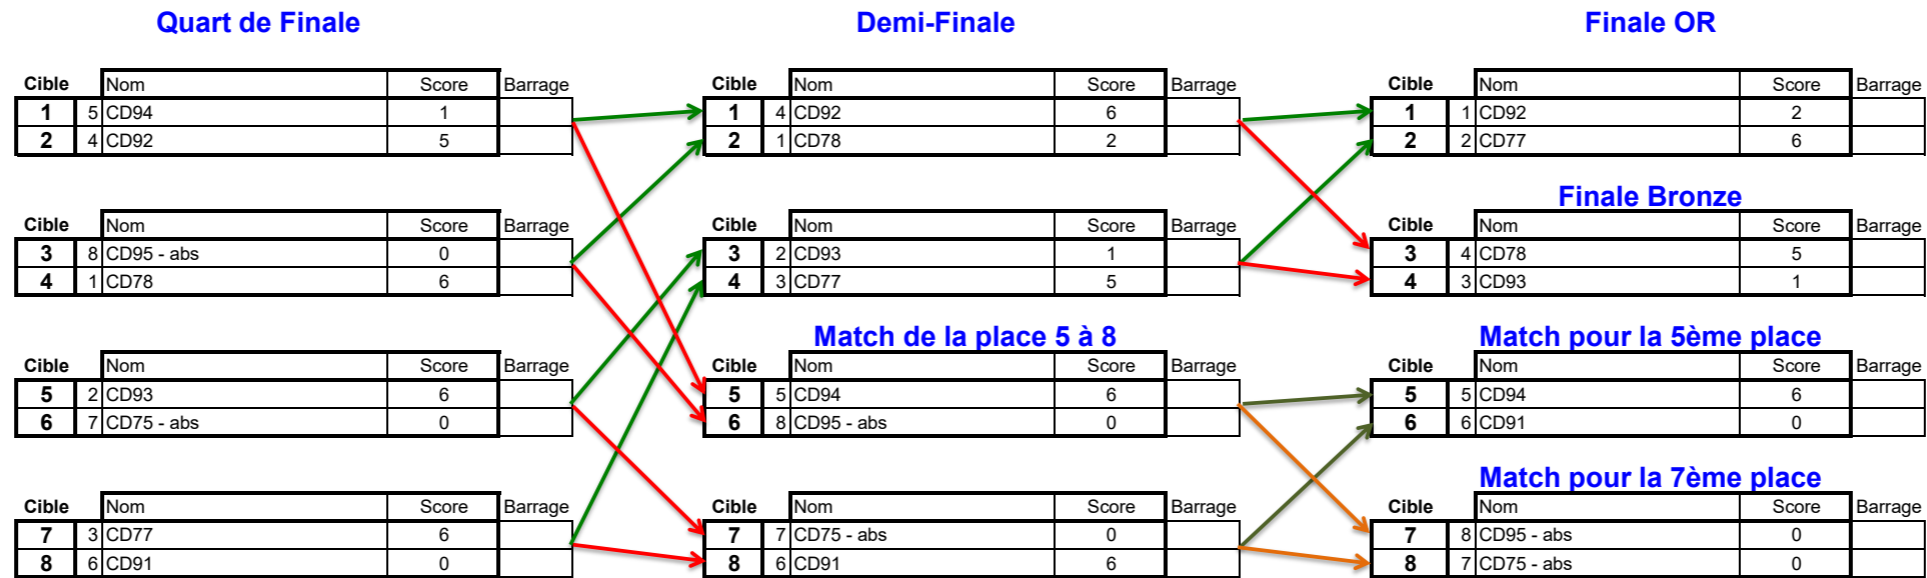 Quart de Finale Demi-Finale Finale OR
Cible Nom Score Barrage Cible Nom Score Barrage Cible Nom Score Barrage
1 5 CD94 1 1 4 CD92 6 1 1 CD92 2
2 4 CD92 5 2 1 CD78 2 2 2 CD77 6
Finale Bronze
Cible Nom Score Barrage Cible Nom Score Barrage Cible Nom Score Barrage
3 8 CD95 - abs 0 3 2 CD93 1 3 4 CD78 5
4 1 CD78 6 4 3 CD77 5 4 3 CD93 1
Match de la place 5 à 8 Match pour la 5ème place
Cible Nom Score Barrage Cible Nom Score Barrage Cible Nom Score Barrage
5 2 CD93 6 5 5 CD94 6 5 5 CD94 6
6 7 CD75 - abs 0 6 8 CD95 - abs 0 6 6 CD91 0
Match pour la 7ème place
Cible Nom Score Barrage Cible Nom Score Barrage Cible Nom Score Barrage
7 3 CD77 6 7 7 CD75 - abs 0 7 8 CD95 - abs 0
8 6 CD91 0 8 6 CD91 6 8 7 CD75 - abs 0